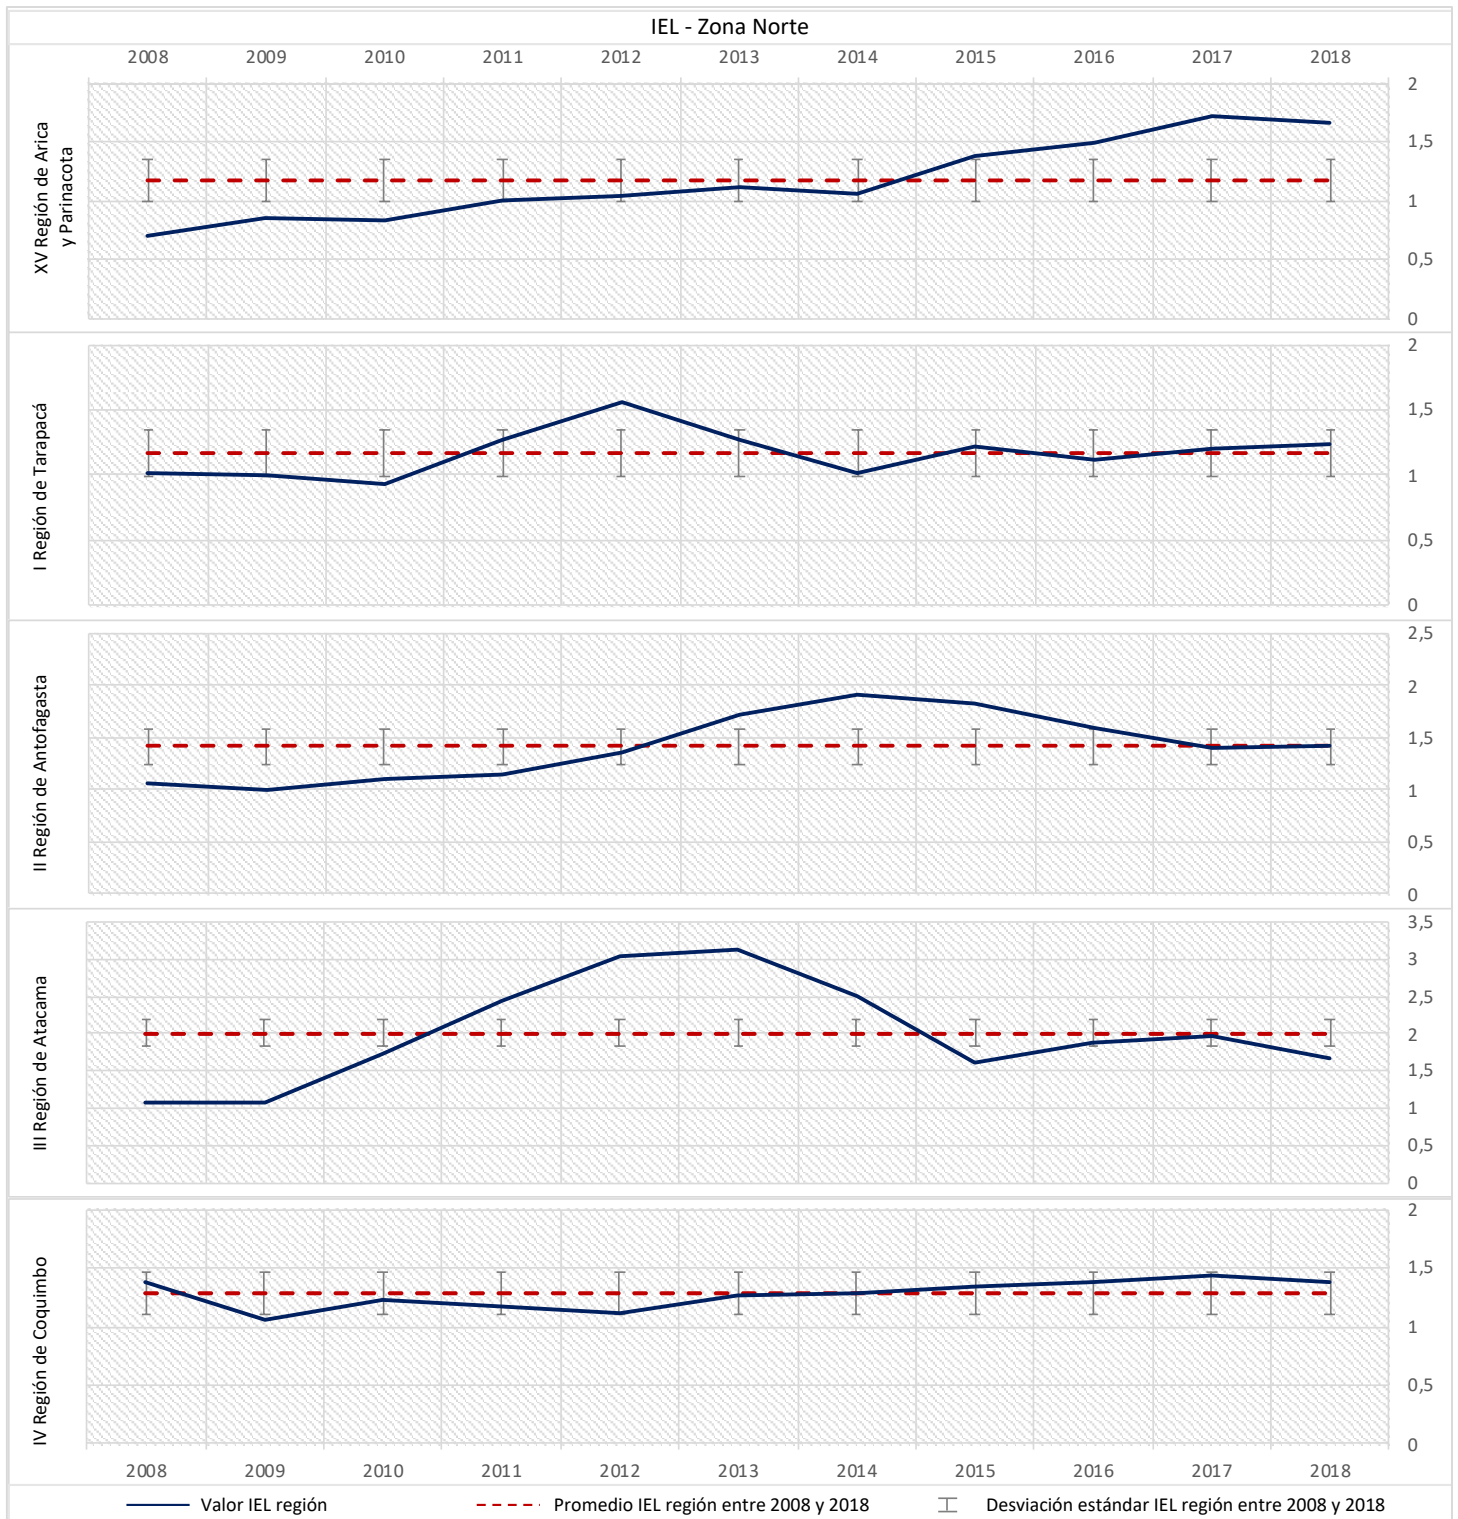 IEL - Zona Norte
2008 2009 2010 2011 2012 2013 2014 2015 2016 2017 2018
XV Región de Arica
y Parinacota
2
1,5
1
0,5
0
I Región de Tarapacá
2
1,5
1
0,5
0
II Región de Antofagasta
2,5
2
1,5
1
0,5
0
III Región de Atacama
3,5
3
2,5
2
1,5
1
0,5
0
IV Región de Coquimbo
2
1,5
1
0,5
0
2008 2009 2010 2011 2012 2013 2014 2015 2016 2017 2018
Valor IEL región Promedio IEL región entre 2008 y 2018 Desviación estándar IEL región entre 2008 y 2018